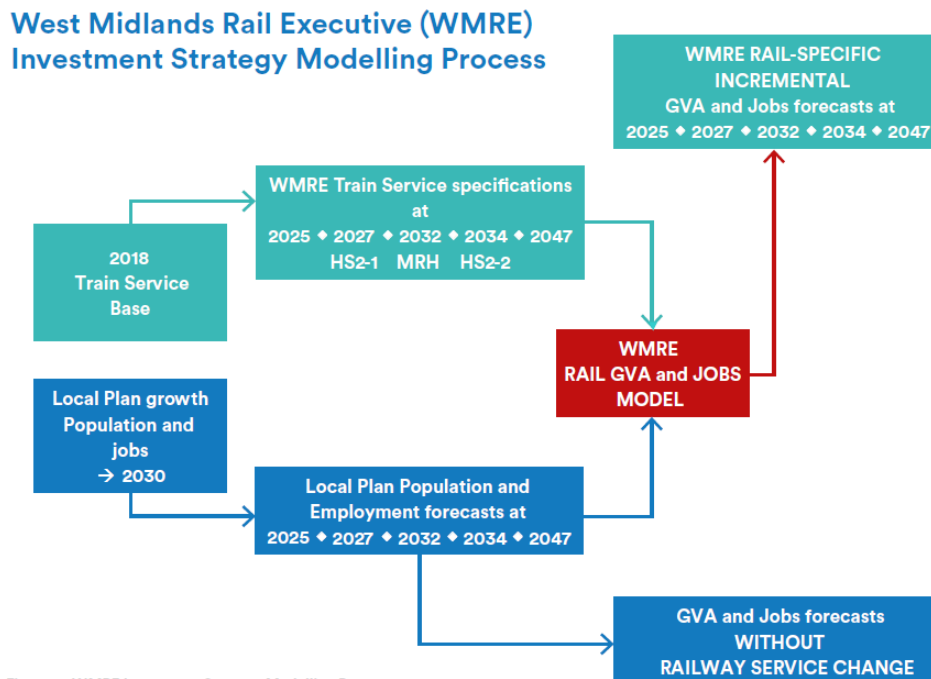 West Midlands Rail Executive (WMRE)
Investment Strategy Modelling Process
WMRE RAIL-SPECIFIC
INCREMENTAL
GVA and Jobs forecasts at
2025 ◆ 2027 ◆ 2032 ◆ 2034 ◆ 2047
WMRE Train Service specifications
at
2025 ◆ 2027 ◆ 2032 ◆ 2034 ◆ 2047
HS2-1 MRH HS2-2
2018
Train Service
Base
WMRE
RAIL GVA and JOBS
MODEL
Local Plan growth
Population and
jobs
→ 2030
Local Plan Population and
Employment forecasts at
2025 ◆ 2027 ◆ 2032 ◆ 2034 ◆ 2047
GVA and Jobs forecasts
WITHOUT
RAILWAY SERVICE CHANGE